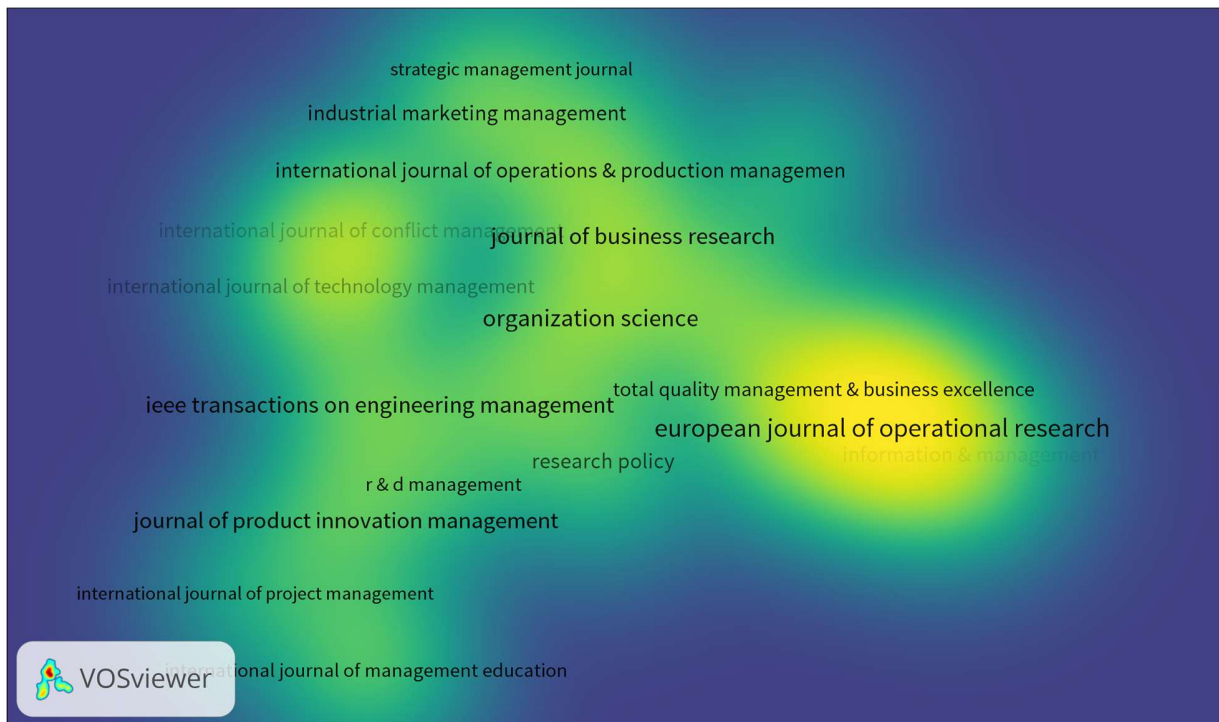 strategic management journal
industrial marketing management
international journal of operations & production managemen
international journal of conflict management
journal of business research
international journal of technology management
organization science
total quality management & business excellence
ieee transactions on engineering management
european journal of operational research
information & management
research policy
r & d management
journal of product innovation management
international journal of project management
international journal of management education
VOSviewer